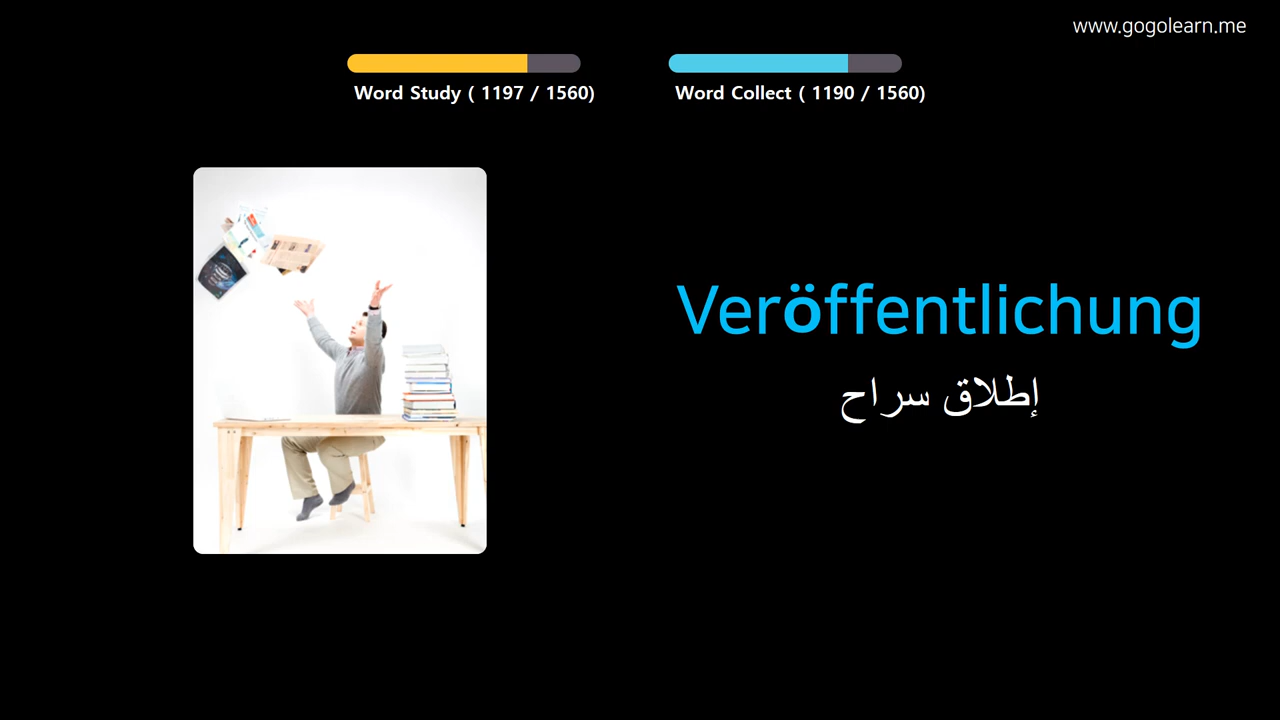 www.gogolearn.me
Word Study ( 1197 / 1560)
Word Collect ( 1190 / 1560)
Veröffentlichung
إطلاق سراح